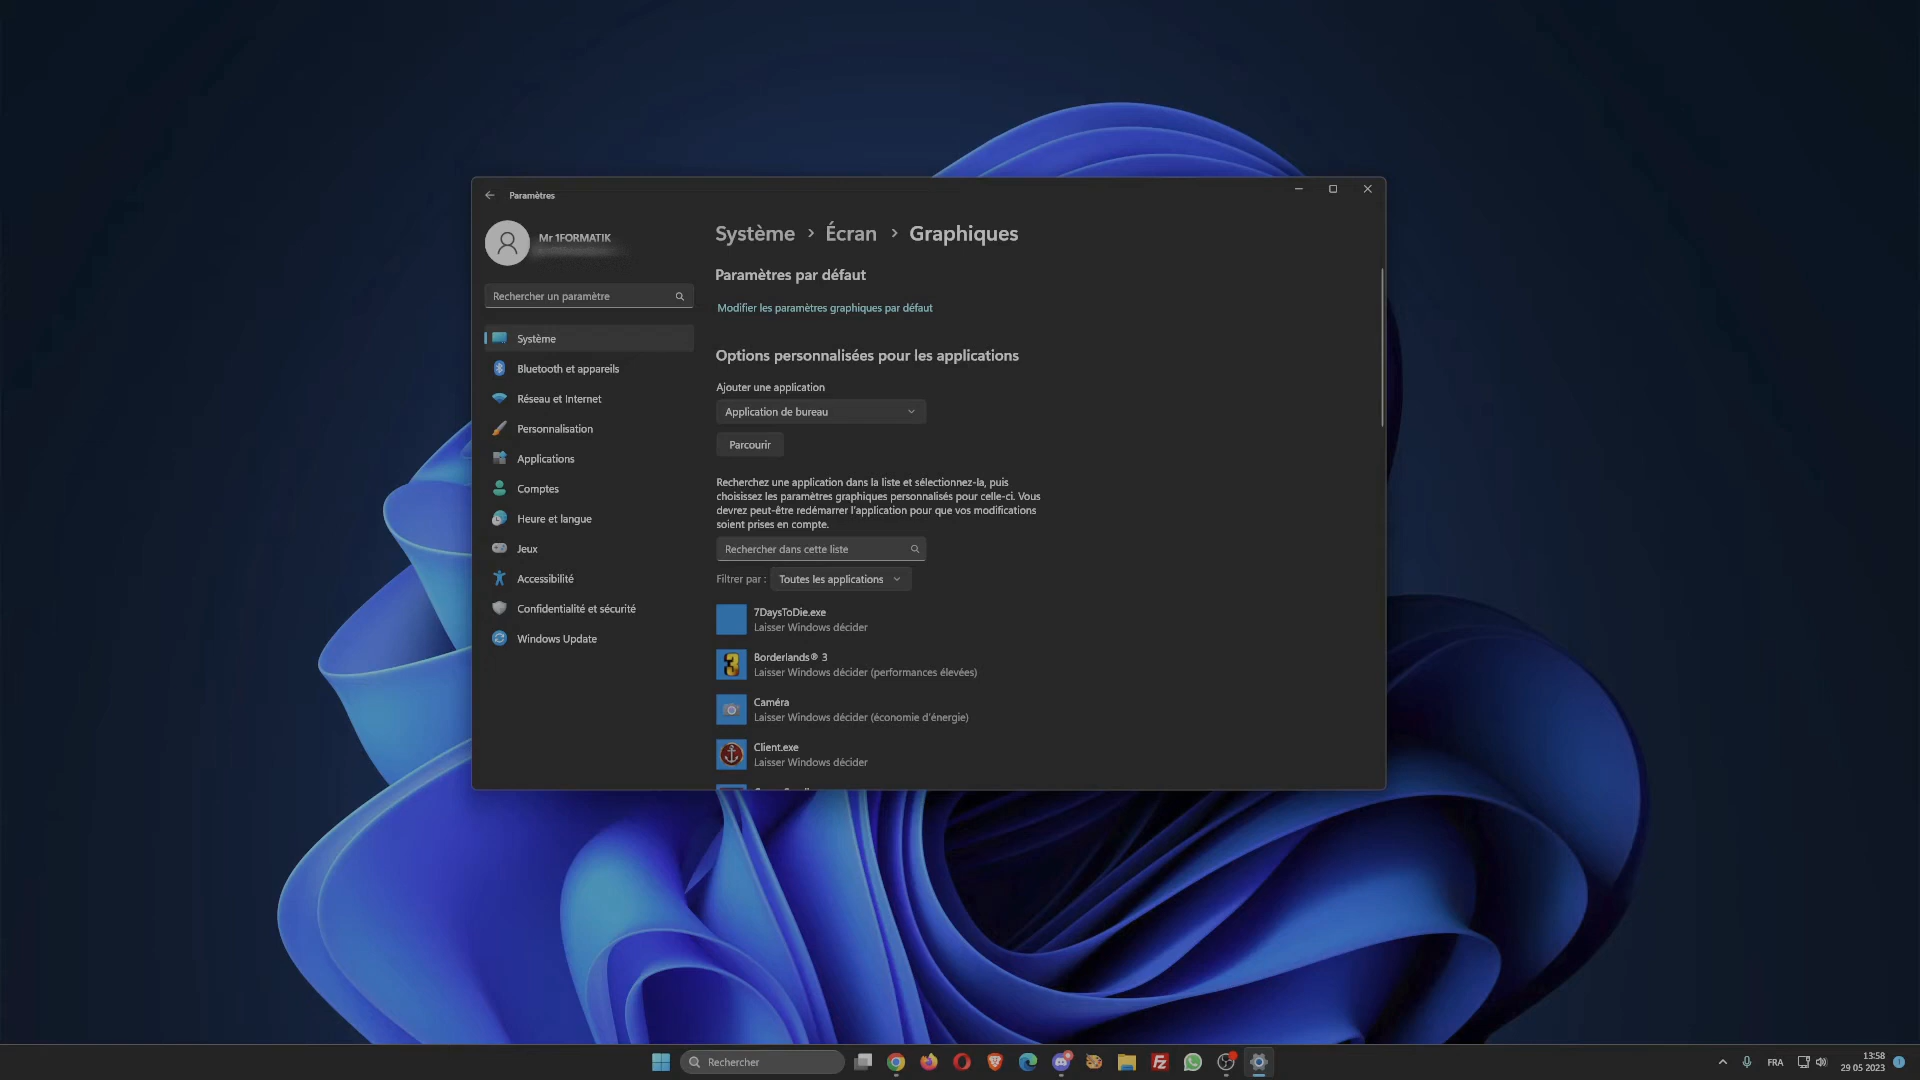 Paramètres
Mr 1FORMATIK
Rechercher un paramètre
Système
Bluetooth et appareils
Réseau et Internet
Personnalisation
Applications
Comptes
Heure et langue
Jeux
Accessibilité
Confidentialité et sécurité
Windows Update
Système > Écran > Graphiques
Paramètres par défaut
Modifier les paramètres graphiques par défaut
Options personnalisées pour les applications
Ajouter une application
Application de bureau
Parcourir
Recherchez une application dans la liste et sélectionnez-la, puis
choisissez les paramètres graphiques personnalisés pour celle-ci. Vous
devrez peut-être redémarrer l'application pour que vos modifications
soient prises en compte.
Rechercher dans cette liste
Filtrer par : Toutes les applications
7DaysToDie.exe
Laisser Windows décider
Borderlands® 3
Laisser Windows décider (performances élevées)
Caméra
Laisser Windows décider (économie d'énergie)
Client.exe
Laisser Windows décider
Rechercher
FRA
13:58
29 05 2023